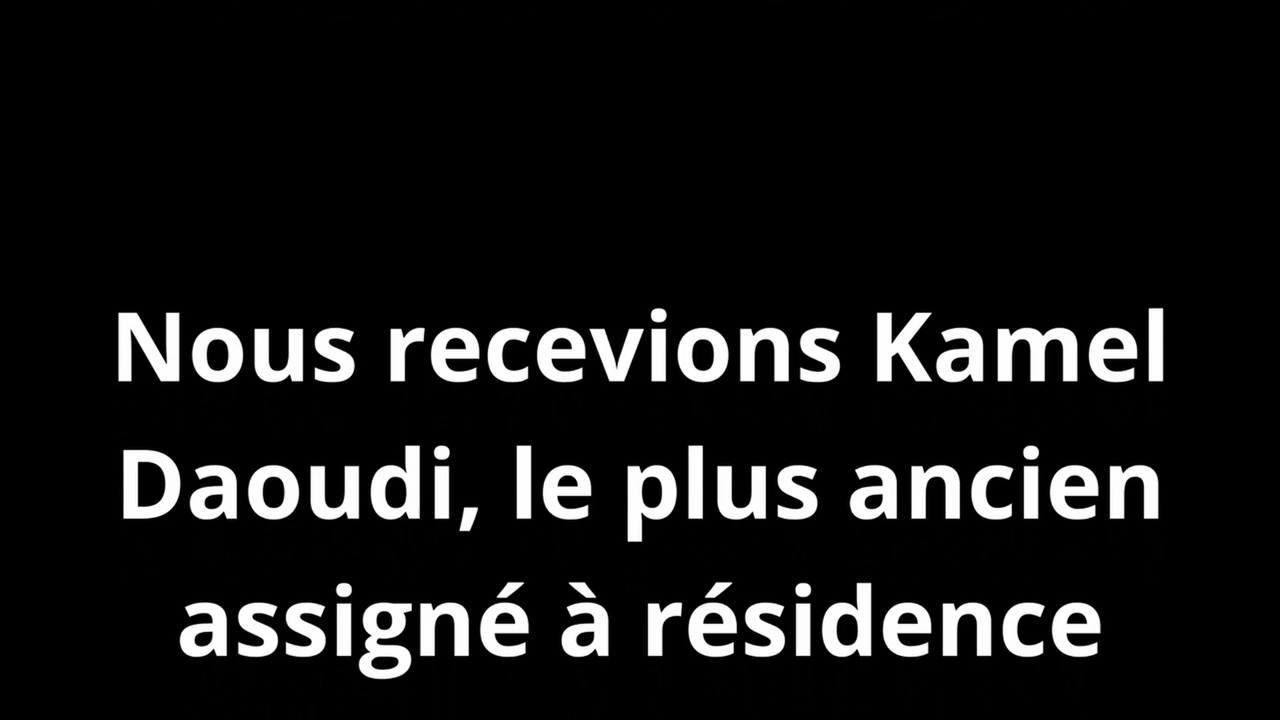 Nous recevions Kamel
Daoudi, le plus ancien
assigné à résidence